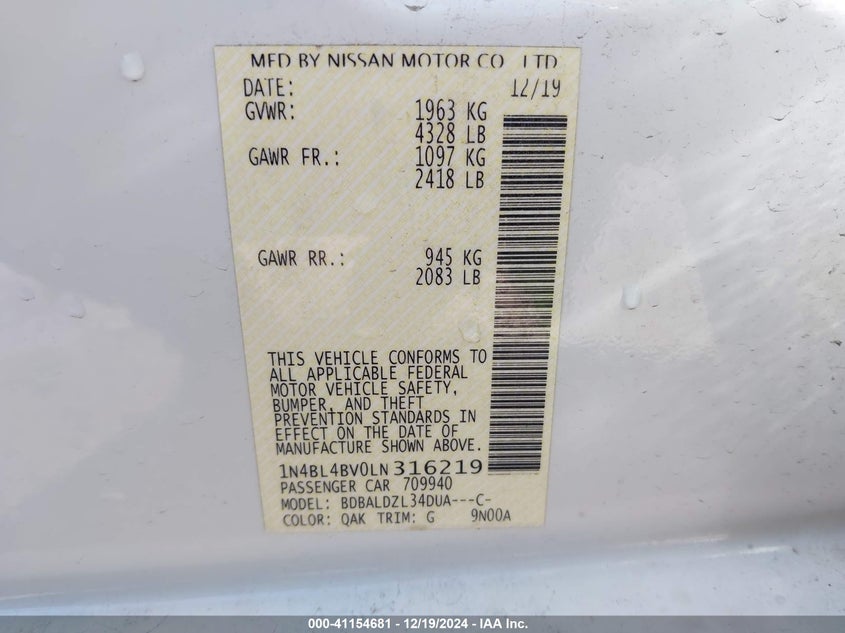 MFD BY NISSAN MOTOR CO LTD
DATE: 12/19
GVWR: 1963 KG
4328 LB
GAWR FR.: 1097 KG
2418 LB
GAWR RR.: 945 KG
2083 LB
THIS VEHICLE CONFORMS TO
ALL APPLICABLE FEDERAL
MOTOR VEHICLE SAFETY,
BUMPER, AND THEFT
PREVENTION STANDARDS IN
EFFECT ON THE DATE OF
MANUFACTURE SHOWN ABOVE.
1N4BL4BV0LN316219
PASSENGER CAR 709940
MODEL: BDBALDZL34DUA---C-
COLOR: QAK TRIM: G 9N00A
000-41154681 - 12/19/2024 - IAA Inc.